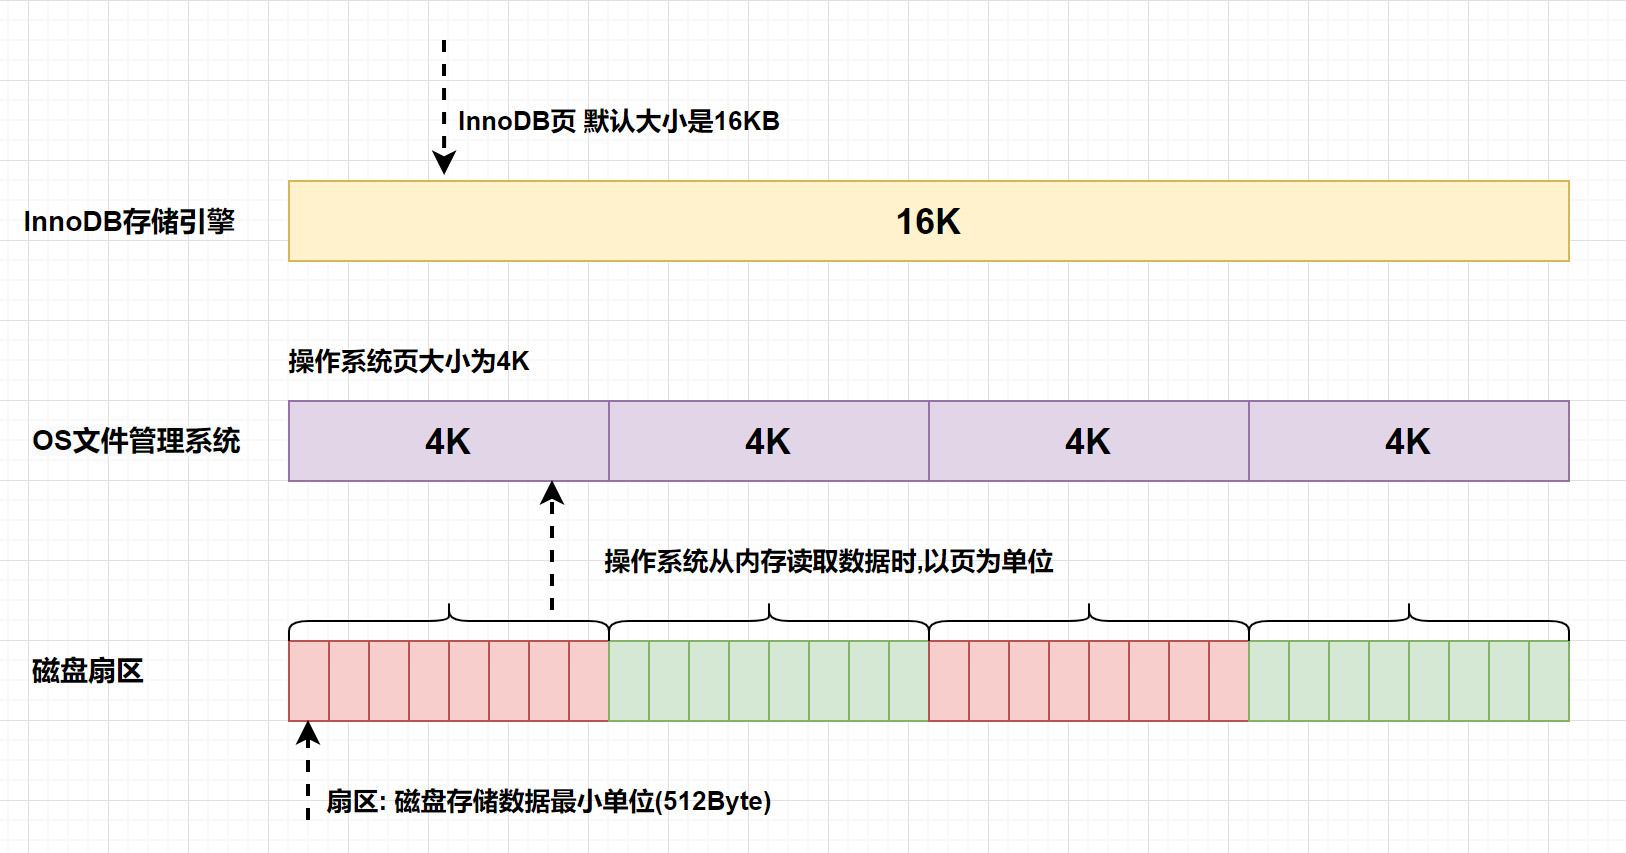 InnoDB页 默认大小是16KB
InnoDB存储引擎
16K
操作系统页大小为4K
OS文件管理系统
4K
4K
4K
4K
操作系统从内存读取数据时,以页为单位
磁盘扇区
扇区: 磁盘存储数据最小单位(512Byte)